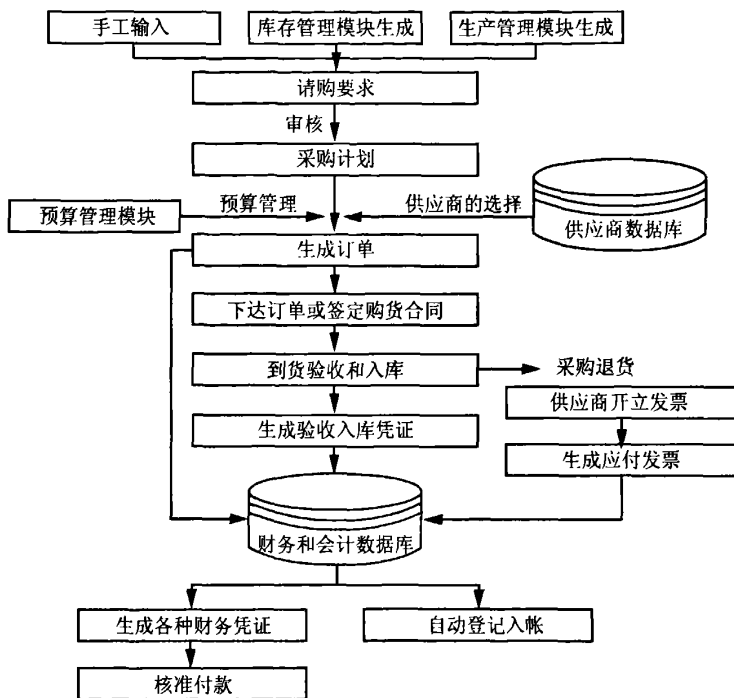 手工输入
库存管理模块生成
生产管理模块生成
请购要求
审核
采购计划
预算管理模块
预算管理
供应商的选择
供应商数据库
生成订单
下达订单或签定购货合同
到货验收和入库
采购退货
供应商开立发票
生成验收入库凭证
生成应付发票
财务和会计数据库
生成各种财务凭证
自动登记入帐
核准付款